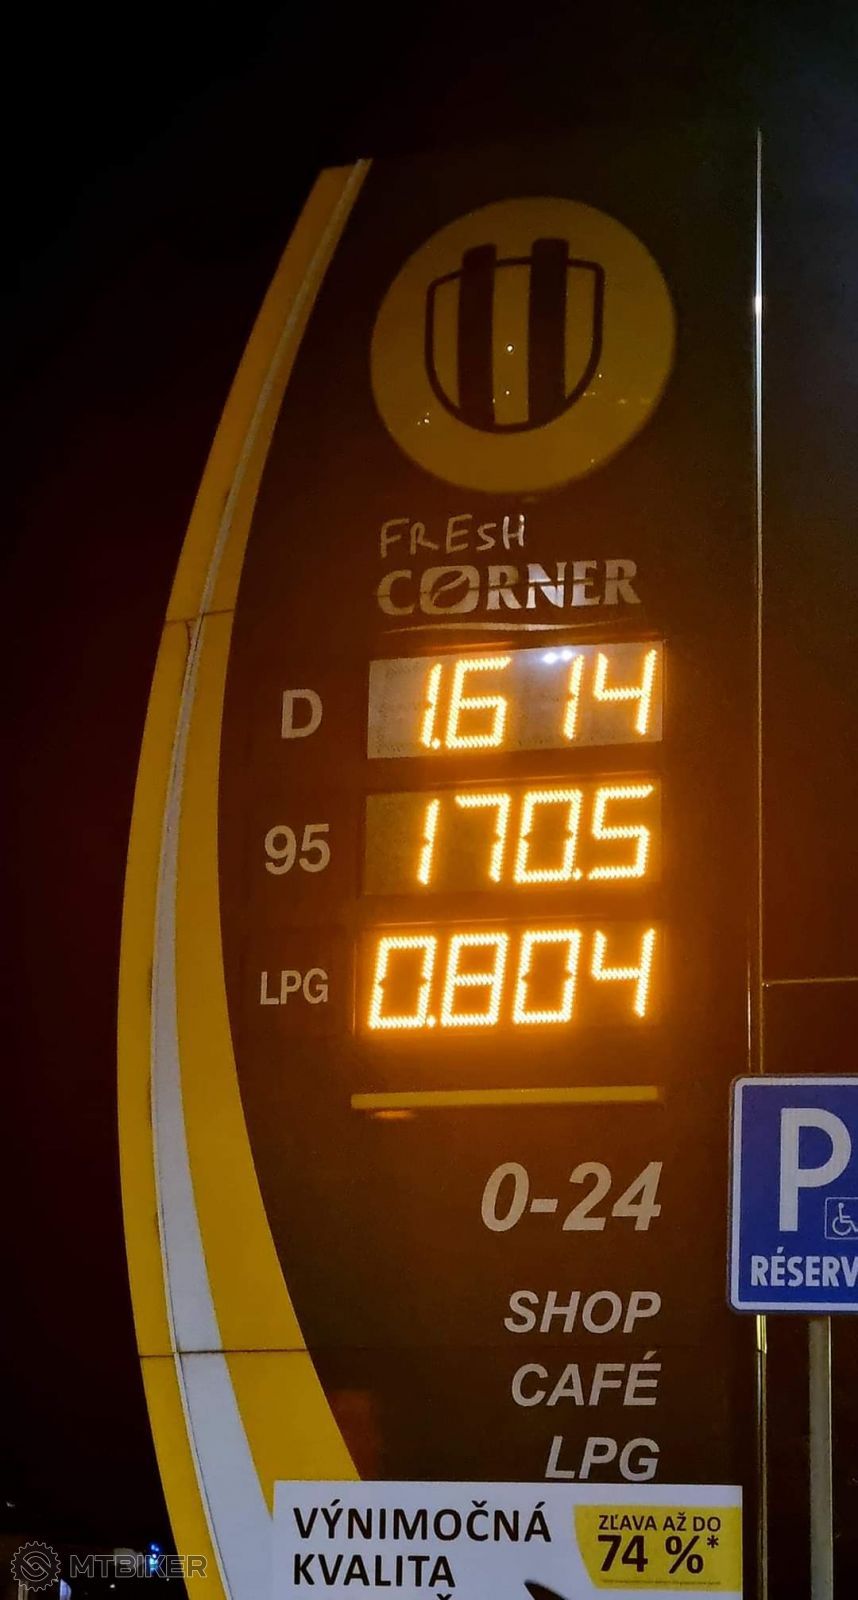 FRESH
CORNER
D 1.614
95 170.5
LPG 0.804
0-24
SHOP
CAFÉ
LPG
P
RÉSERV
VÝNIMOČNÁ
KVALITA
ZĽAVA AŽ DO
74 %*
MTBIKER